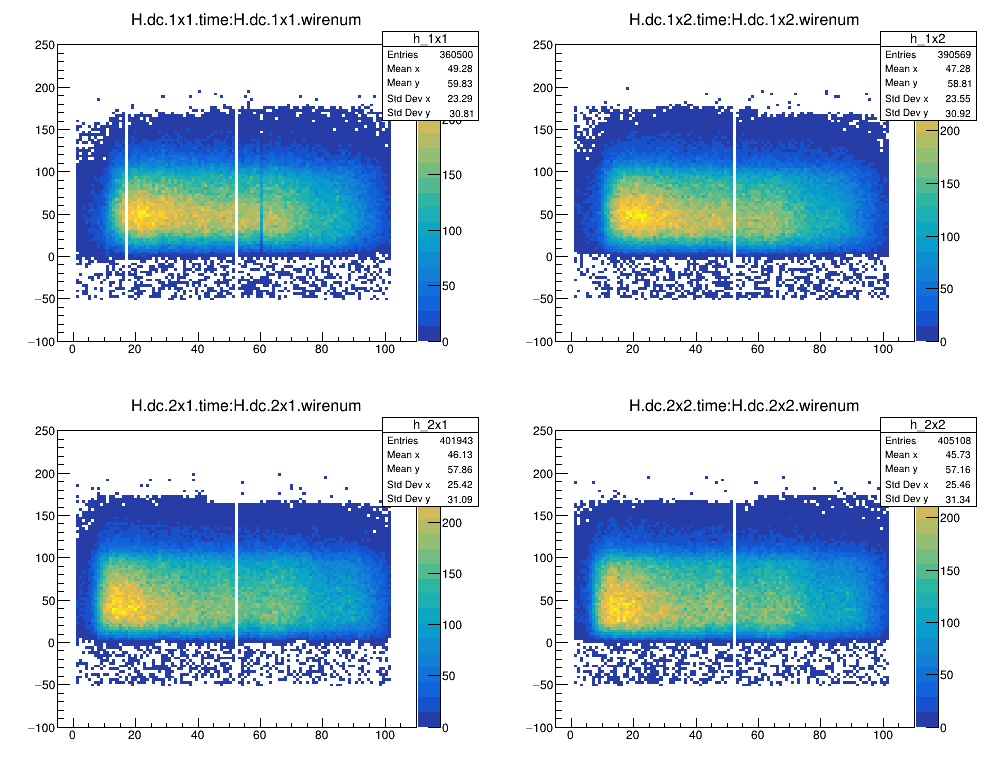 H.dc.1x1.time:H.dc.1x1.wirenum
h_1x1
Entries 360500
Mean x 49.28
Mean y 59.83
Std Dev x 23.29
Std Dev y 30.81
250
200
150
100
50
0
−50
−100
0 20 40 60 80 100
200
150
100
50
0
H.dc.1x2.time:H.dc.1x2.wirenum
h_1x2
Entries 390569
Mean x 47.28
Mean y 58.81
Std Dev x 23.55
Std Dev y 30.92
250
200
150
100
50
0
−50
−100
0 20 40 60 80 100
200
150
100
50
0
H.dc.2x1.time:H.dc.2x1.wirenum
h_2x1
Entries 401943
Mean x 46.13
Mean y 57.86
Std Dev x 25.42
Std Dev y 31.09
250
200
150
100
50
0
−50
−100
0 20 40 60 80 100
200
150
100
50
0
H.dc.2x2.time:H.dc.2x2.wirenum
h_2x2
Entries 405108
Mean x 45.73
Mean y 57.16
Std Dev x 25.46
Std Dev y 31.34
250
200
150
100
50
0
−50
−100
0 20 40 60 80 100
200
150
100
50
0